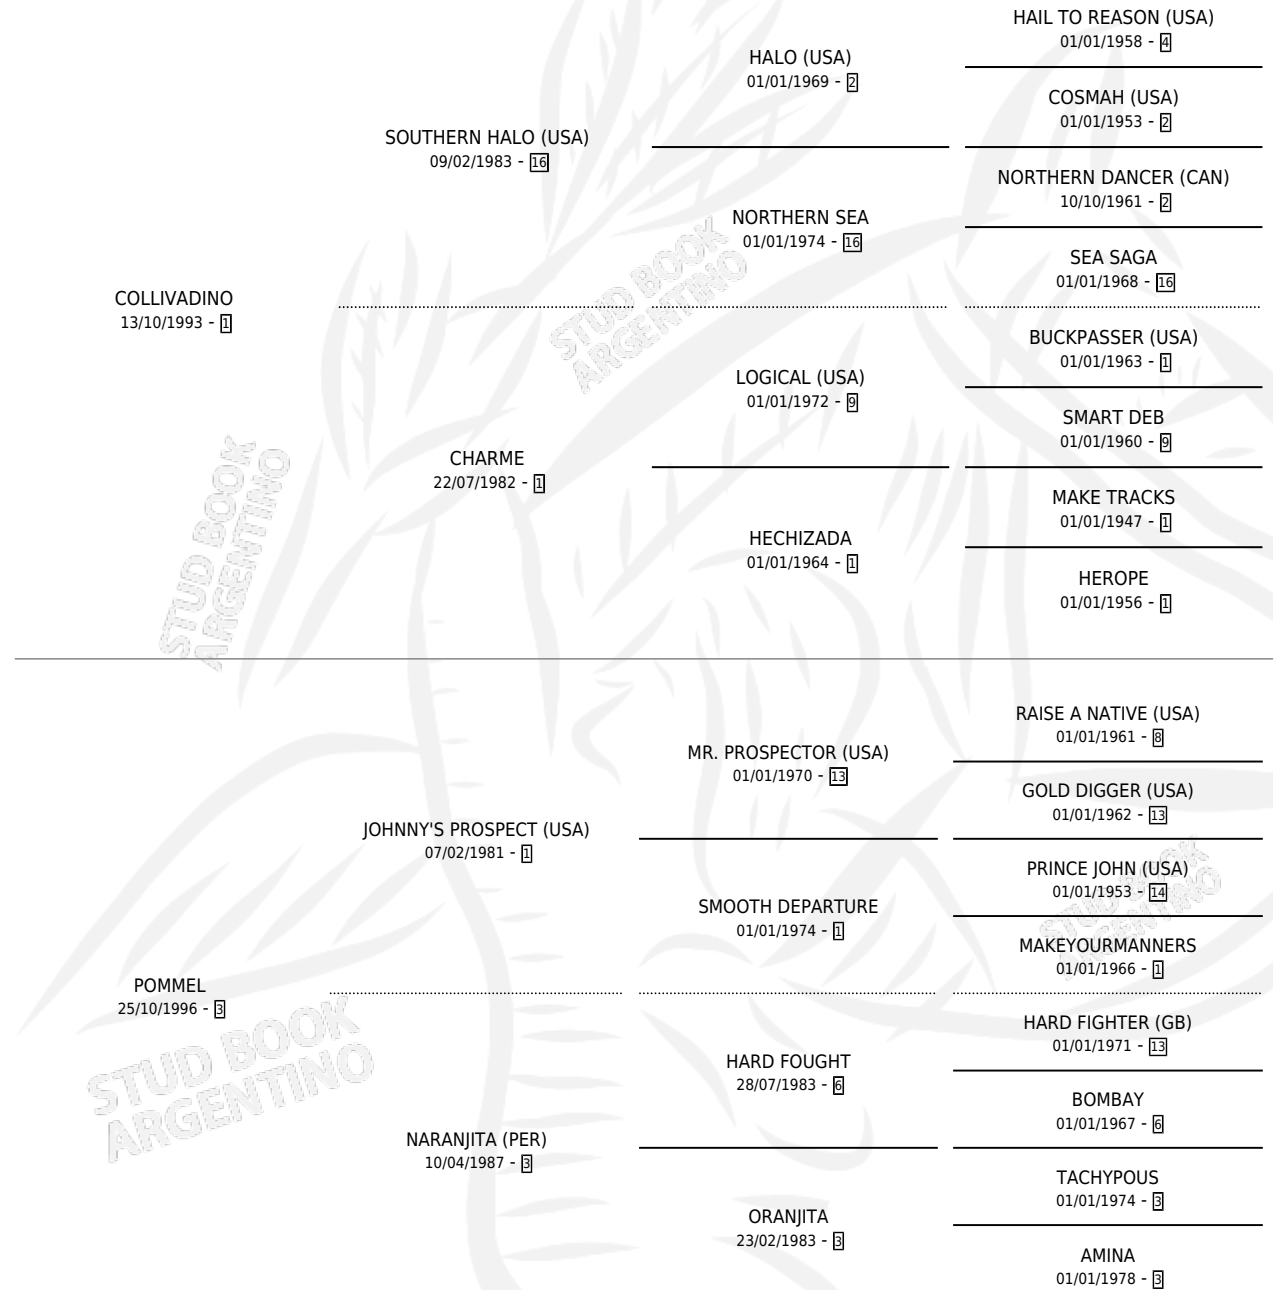 HAIL TO REASON (USA)
01/01/1958 - 4
HALO (USA)
01/01/1969 - 2
COSMAH (USA)
01/01/1953 - 2
SOUTHERN HALO (USA)
09/02/1983 - 16
NORTHERN DANCER (CAN)
10/10/1961 - 2
NORTHERN SEA
01/01/1974 - 16
SEA SAGA
01/01/1968 - 16
COLLIVADINO
13/10/1993 - 1
BUCKPASSER (USA)
01/01/1963 - 1
LOGICAL (USA)
01/01/1972 - 9
SMART DEB
01/01/1960 - 9
CHARME
22/07/1982 - 1
MAKE TRACKS
01/01/1947 - 1
HECHIZADA
01/01/1964 - 1
HEROPE
01/01/1956 - 1
STUD BOOK
ARGENTINO
STUD BOOK
ARGENTINO
RAISE A NATIVE (USA)
01/01/1961 - 8
MR. PROSPECTOR (USA)
01/01/1970 - 13
GOLD DIGGER (USA)
01/01/1962 - 13
JOHNNY'S PROSPECT (USA)
07/02/1981 - 1
PRINCE JOHN (USA)
01/01/1953 - 14
SMOOTH DEPARTURE
01/01/1974 - 1
MAKEYOURMANNERS
01/01/1966 - 1
POMMEL
25/10/1996 - 3
HARD FIGHTER (GB)
01/01/1971 - 13
HARD FOUGHT
28/07/1983 - 6
BOMBAY
01/01/1967 - 6
NARANJITA (PER)
10/04/1987 - 3
TACHYPOUS
01/01/1974 - 3
ORANJITA
23/02/1983 - 3
AMINA
01/01/1978 - 3
STUD BOOK
ARGENTINO
STUD BOOK
ARGENTINO